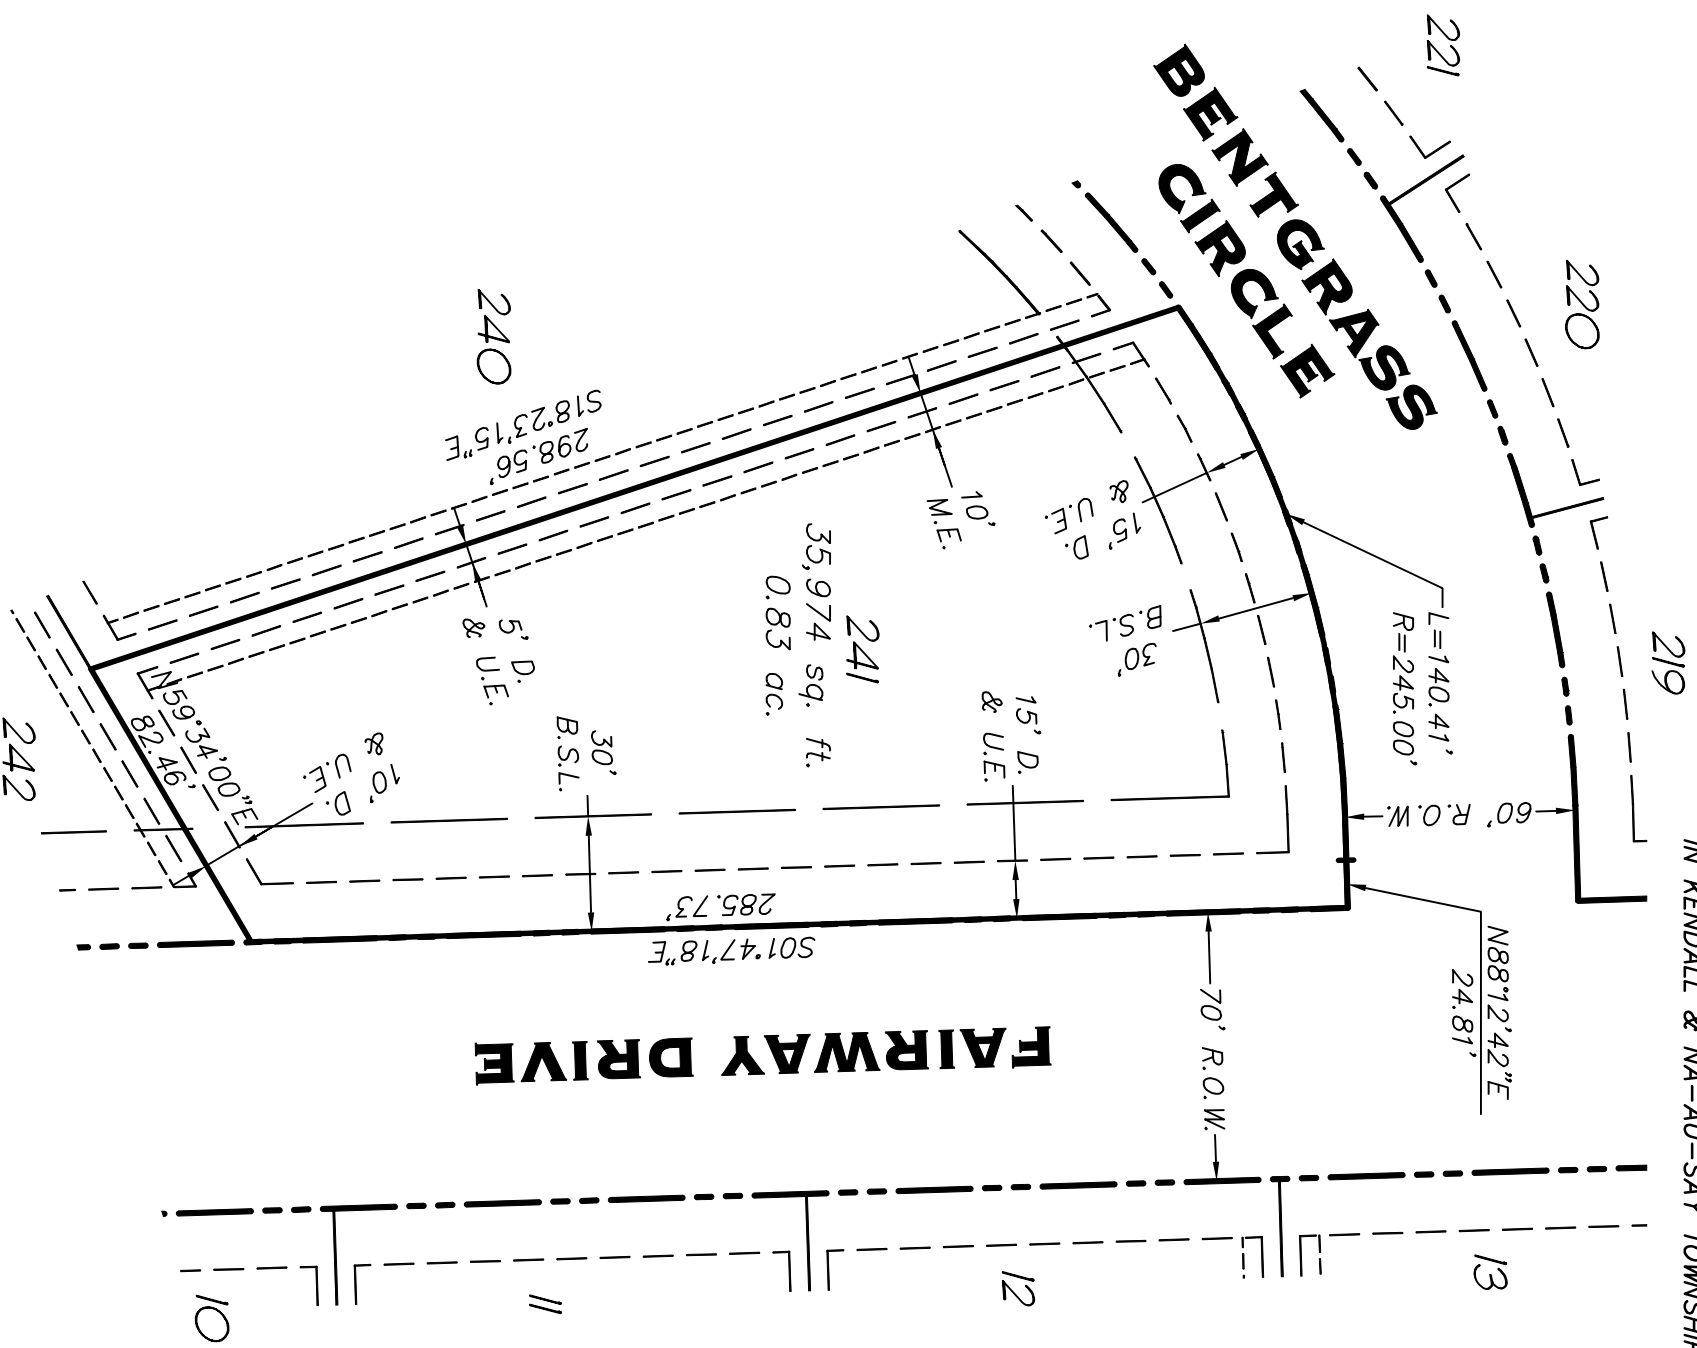 221
BENTGRASS
CIRCLE
220
219
240
S18°23'15"E
298.56'
10'
M.E.
15' D.
& U.E.
30'
B.S.L.
L=140.41'
R=245.00'
60' R.O.W.
241
35,974 sq. ft.
0.83 ac.
5' D.
& U.E.
15' D.
& U.E.
30'
B.S.L.
10' D.
& U.E.
N59°34'00"E
82.46'
242
285.73'
S01°47'18"E
N88°12'42"E
24.81'
70' R.O.W.
FAIRWAY DRIVE
IN KENDALL & NA-AU-SAY TOWNSHIP
13
12
11
10